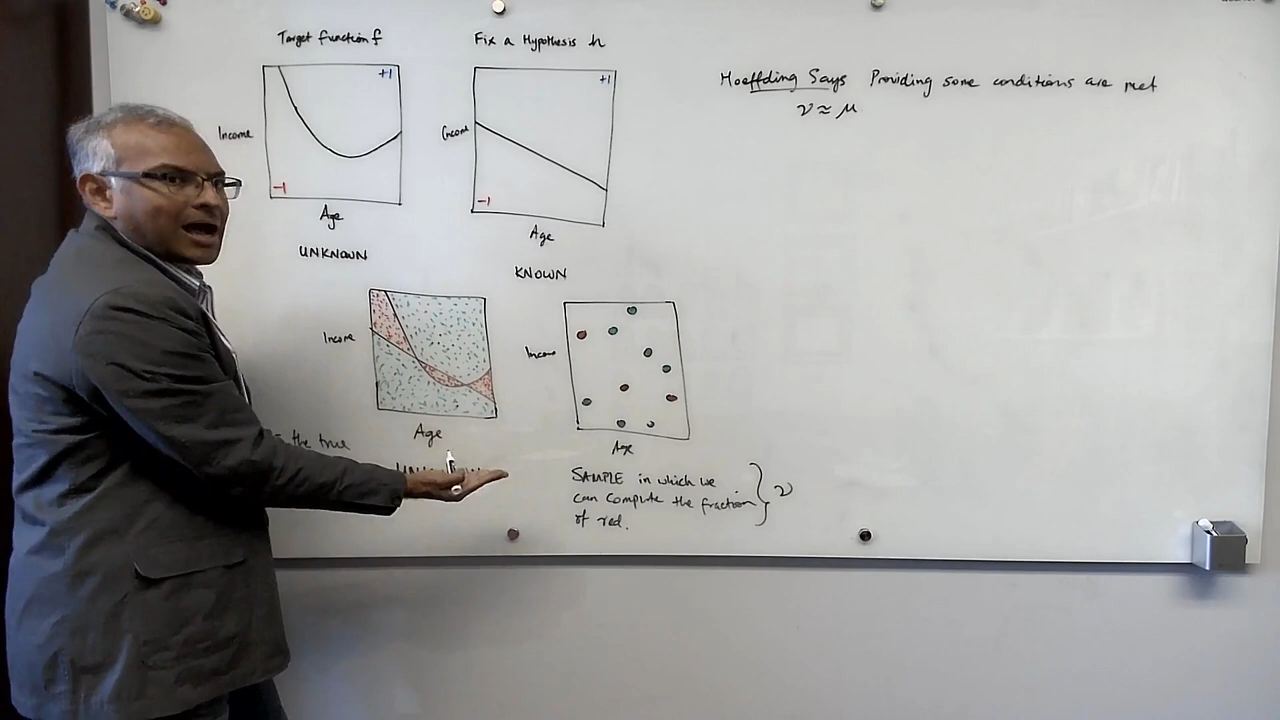 Target function f
Fix a Hypothesis h
+1
Income
-1
Age
UNKNOWN
+1
Income
-1
Age
KNOWN
Hoeffding Says Providing some conditions are met
ν ≈ μ
Income
Age
the true
UNKNOWN
Income
Age
SAMPLE in which we
can compute the fraction
of red.
ν